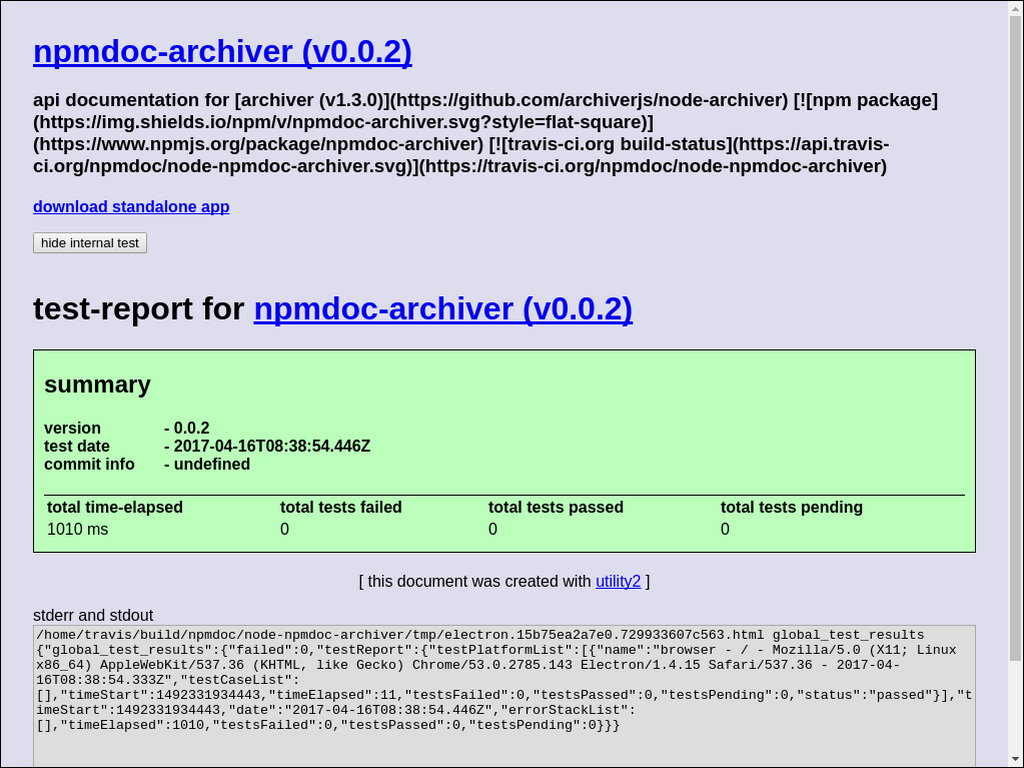 npmdoc-archiver (v0.0.2)
api documentation for [archiver (v1.3.0)](https://github.com/archiverjs/node-archiver) [![npm package]
(https://img.shields.io/npm/v/npmdoc-archiver.svg?style=flat-square)]
(https://www.npmjs.org/package/npmdoc-archiver) [![travis-ci.org build-status](https://api.travis-
ci.org/npmdoc/node-npmdoc-archiver.svg)](https://travis-ci.org/npmdoc/node-npmdoc-archiver)
download standalone app
hide internal test
test-report for npmdoc-archiver (v0.0.2)
summary
version - 0.0.2
test date - 2017-04-16T08:38:54.446Z
commit info - undefined
total time-elapsed total tests failed total tests passed total tests pending
1010 ms 0 0 0
[ this document was created with utility2 ]
stderr and stdout
/home/travis/build/npmdoc/node-npmdoc-archiver/tmp/electron.15b75ea2a7e0.729933607c563.html global_test_results
{"global_test_results":{"failed":0,"testReport":{"testPlatformList":[{"name":"browser - / - Mozilla/5.0 (X11; Linux
x86_64) AppleWebKit/537.36 (KHTML, like Gecko) Chrome/53.0.2785.143 Electron/1.4.15 Safari/537.36 - 2017-04-
16T08:38:54.333Z","testCaseList":
[],"timeStart":1492331934443,"timeElapsed":11,"testsFailed":0,"testsPassed":0,"testsPending":0,"status":"passed"}],"t
imeStart":1492331934443,"date":"2017-04-16T08:38:54.446Z","errorStackList":
[],"timeElapsed":1010,"testsFailed":0,"testsPassed":0,"testsPending":0}}}